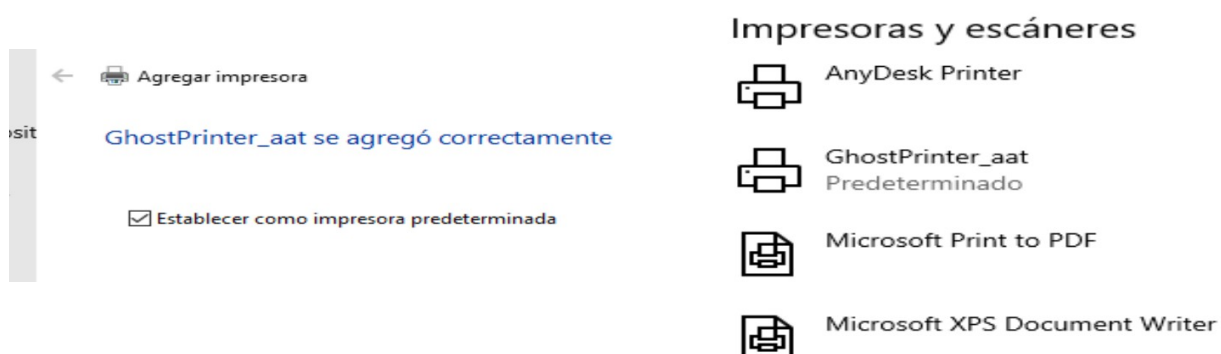 osit
Agregar impresora
GhostPrinter_aat se agregó correctamente
Establecer como impresora predeterminada
Impresoras y escáneres
AnyDesk Printer
GhostPrinter_aat
Predeterminado
Microsoft Print to PDF
Microsoft XPS Document Writer